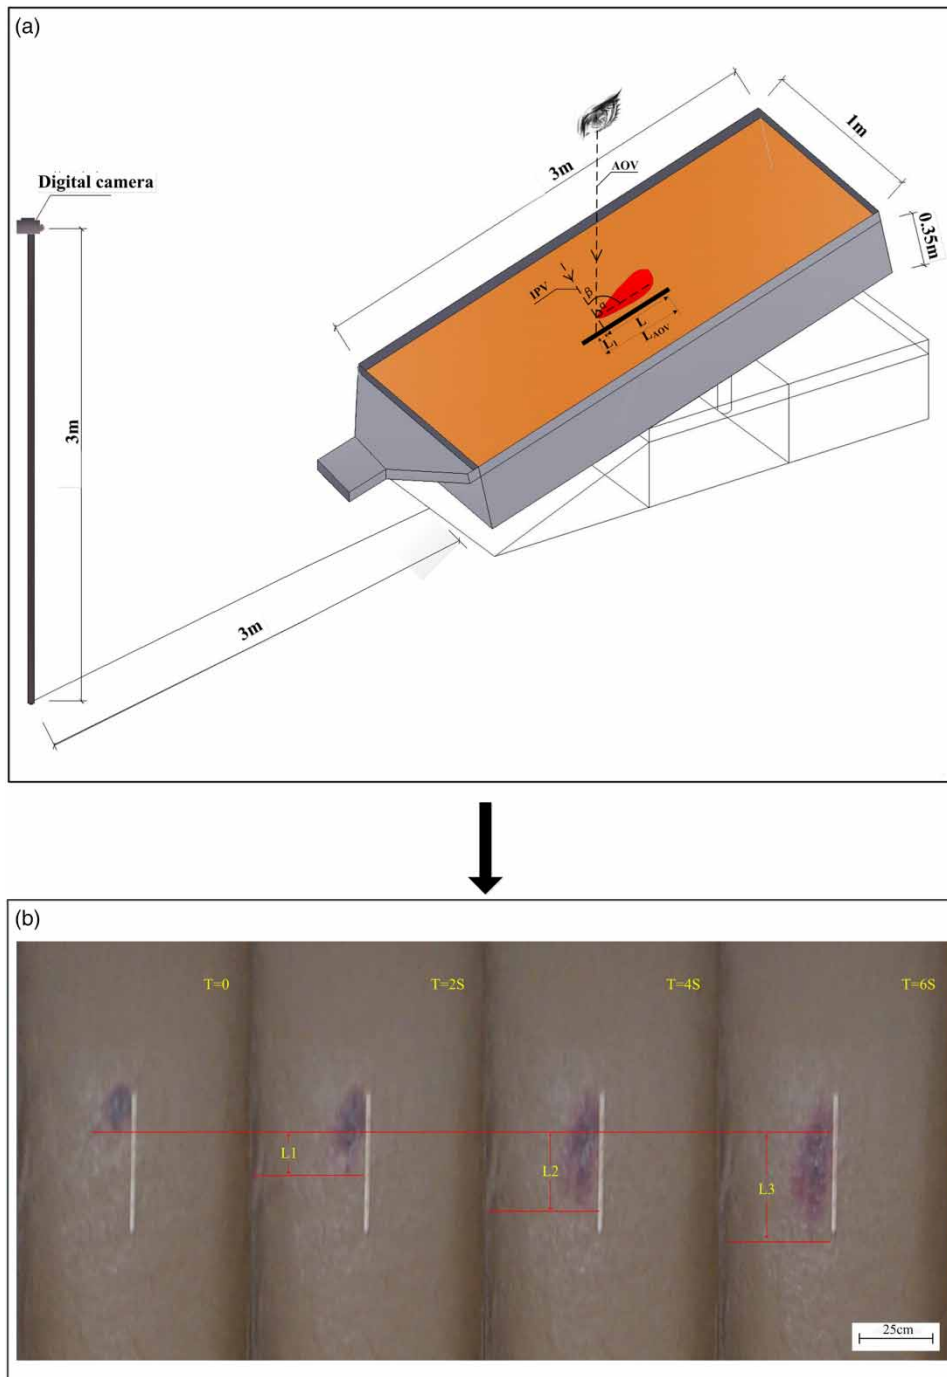 (a)
Digital camera
3m
3m
AOV
3m
1m
0.35m
IPV
β
α
L
L1
LAOV
(b)
T=0
T=2S
T=4S
T=6S
L1
L2
L3
25cm